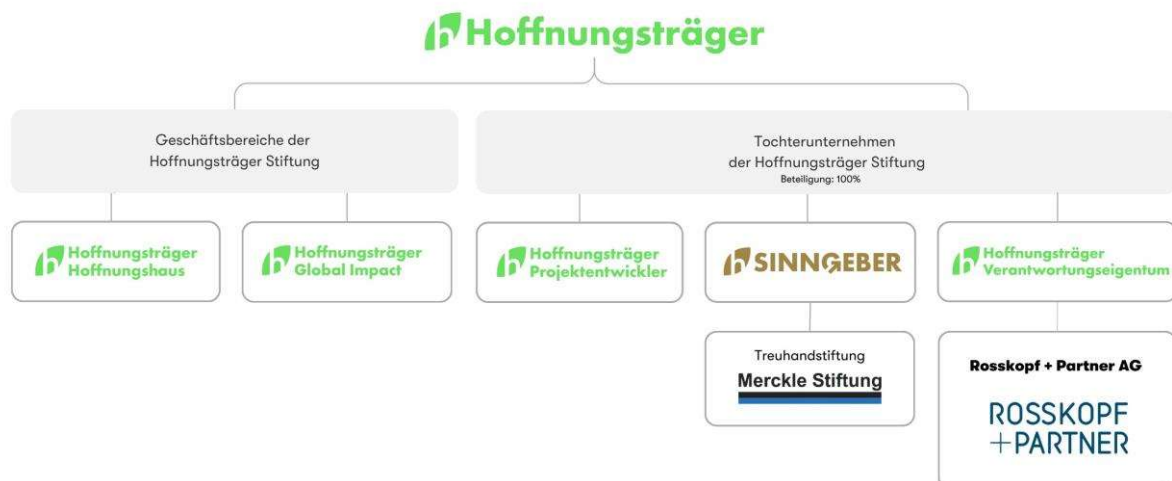 Hoffnungsträger
Geschäftsbereiche der
Hoffnungsträger Stiftung
Tochterunternehmen
der Hoffnungsträger Stiftung
Beteiligung: 100%
Hoffnungsträger
Hoffnungshaus
Hoffnungsträger
Global Impact
Hoffnungsträger
Projektentwickler
SINNGEBER
Hoffnungsträger
Verantwortungseigentum
Treuhandstiftung
Merckle Stiftung
Rosskopf + Partner AG
ROSSKOPF
+PARTNER